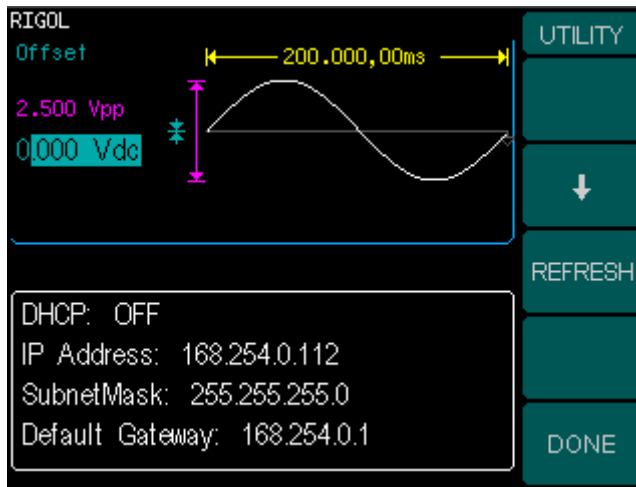 RIGOL
UTILITY
Offset
200.000,00ms
2.500 Vpp
0.000 Vdc
REFRESH
DHCP: OFF
IP Address: 168.254.0.112
SubnetMask: 255.255.255.0
Default Gateway: 168.254.0.1
DONE